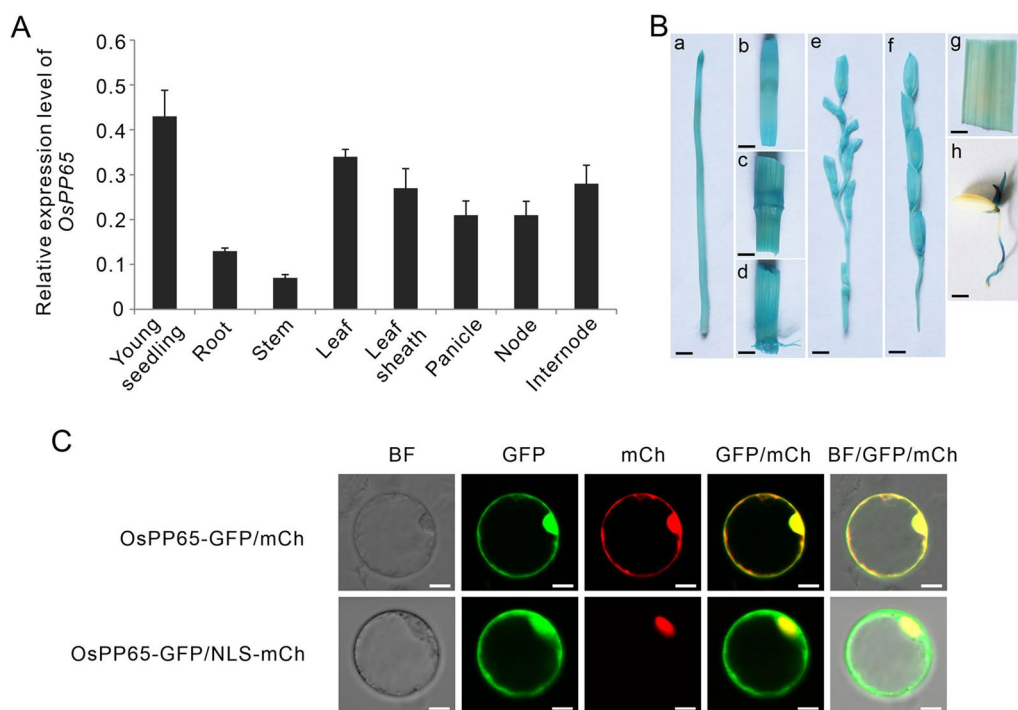 A
Relative expression level of
OsPP65
0.6
0.5
0.4
0.3
0.2
0.1
0
Young
seedling
Root
Stem
Leaf
Leaf
sheath
Panicle
Node
Internode
B
a
b
c
d
e
f
g
h
C
BF
GFP
mCh
GFP/mCh
BF/GFP/mCh
OsPP65-GFP/mCh
OsPP65-GFP/NLS-mCh